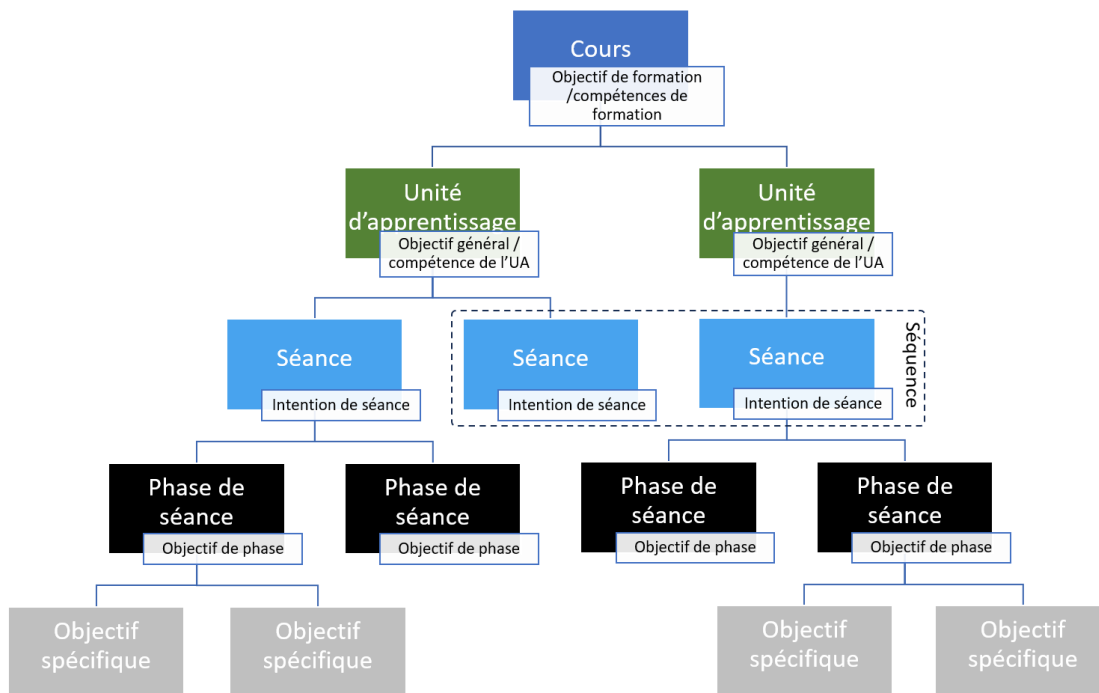 Cours
Objectif de formation
/compétences de
formation
Unité
d'apprentissage
Objectif général /
compétence de l'UA
Unité
d'apprentissage
Objectif général /
compétence de l'UA
Séance
Intention de séance
Séance
Intention de séance
Séance
Intention de séance
Séquence
Phase de
séance
Objectif de phase
Phase de
séance
Objectif de phase
Phase de
séance
Objectif de phase
Phase de
séance
Objectif de phase
Objectif
spécifique
Objectif
spécifique
Objectif
spécifique
Objectif
spécifique